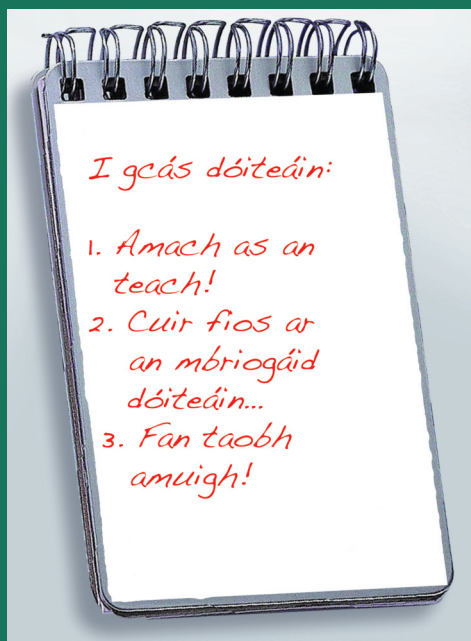 I gcás dóiteáin:
1. Amach as an
teach!
2. Cuir fios ar
an mbriogáid
dóiteáin...
3. Fan taobh
amuigh!